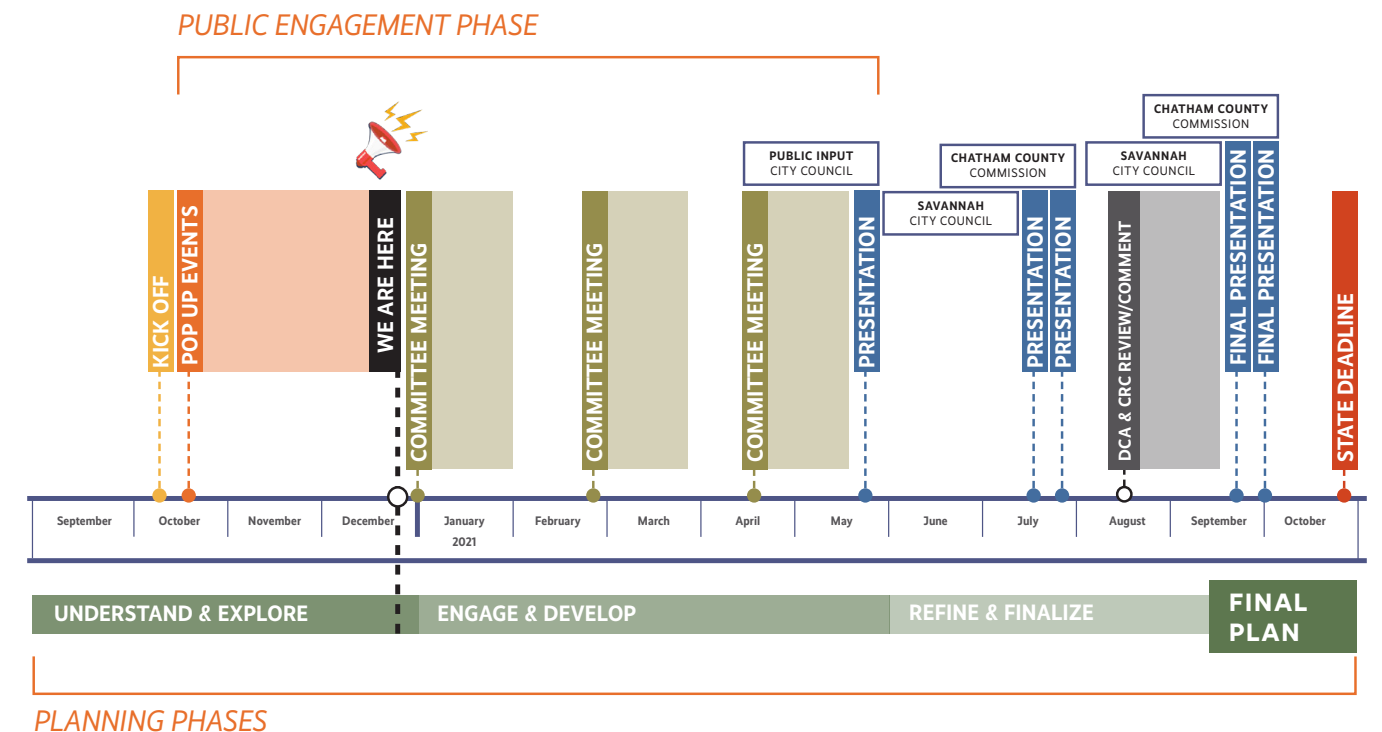 PUBLIC ENGAGEMENT PHASE
CHATHAM COUNTY
COMMISSION
PUBLIC INPUT
CITY COUNCIL
CHATHAM COUNTY
COMMISSION
SAVANNAH
CITY COUNCIL
SAVANNAH
CITY COUNCIL
KICK OFF
POP UP EVENTS
WE ARE HERE
COMMITTEE MEETING
COMMITTEE MEETING
COMMITTEE MEETING
PRESENTATION
PRESENTATION
PRESENTATION
DCA & CRC REVIEW/COMMENT
FINAL PRESENTATION
FINAL PRESENTATION
STATE DEADLINE
September
October
November
December
January
2021
February
March
April
May
June
July
August
September
October
UNDERSTAND & EXPLORE
ENGAGE & DEVELOP
REFINE & FINALIZE
FINAL
PLAN
PLANNING PHASES